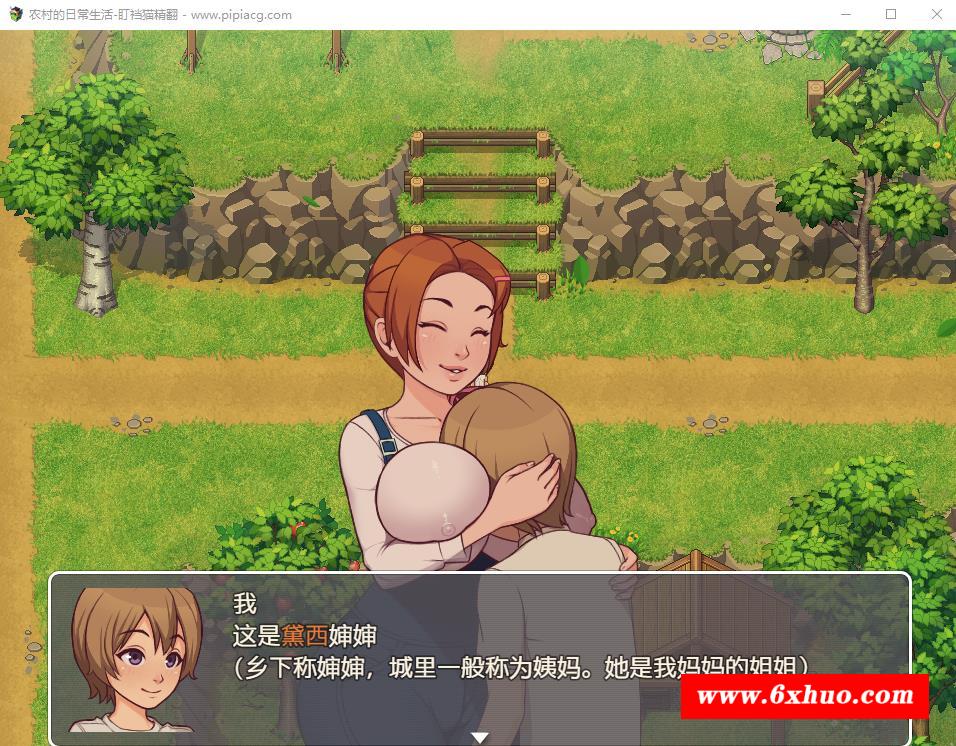 农村的日常生活-盯裆猫精翻 - www.pipiacg.com
我
这是黛西婶婶
（乡下称婶婶，城里一般称为姨妈。她是我妈妈的姐姐）
www.6xhuo.com